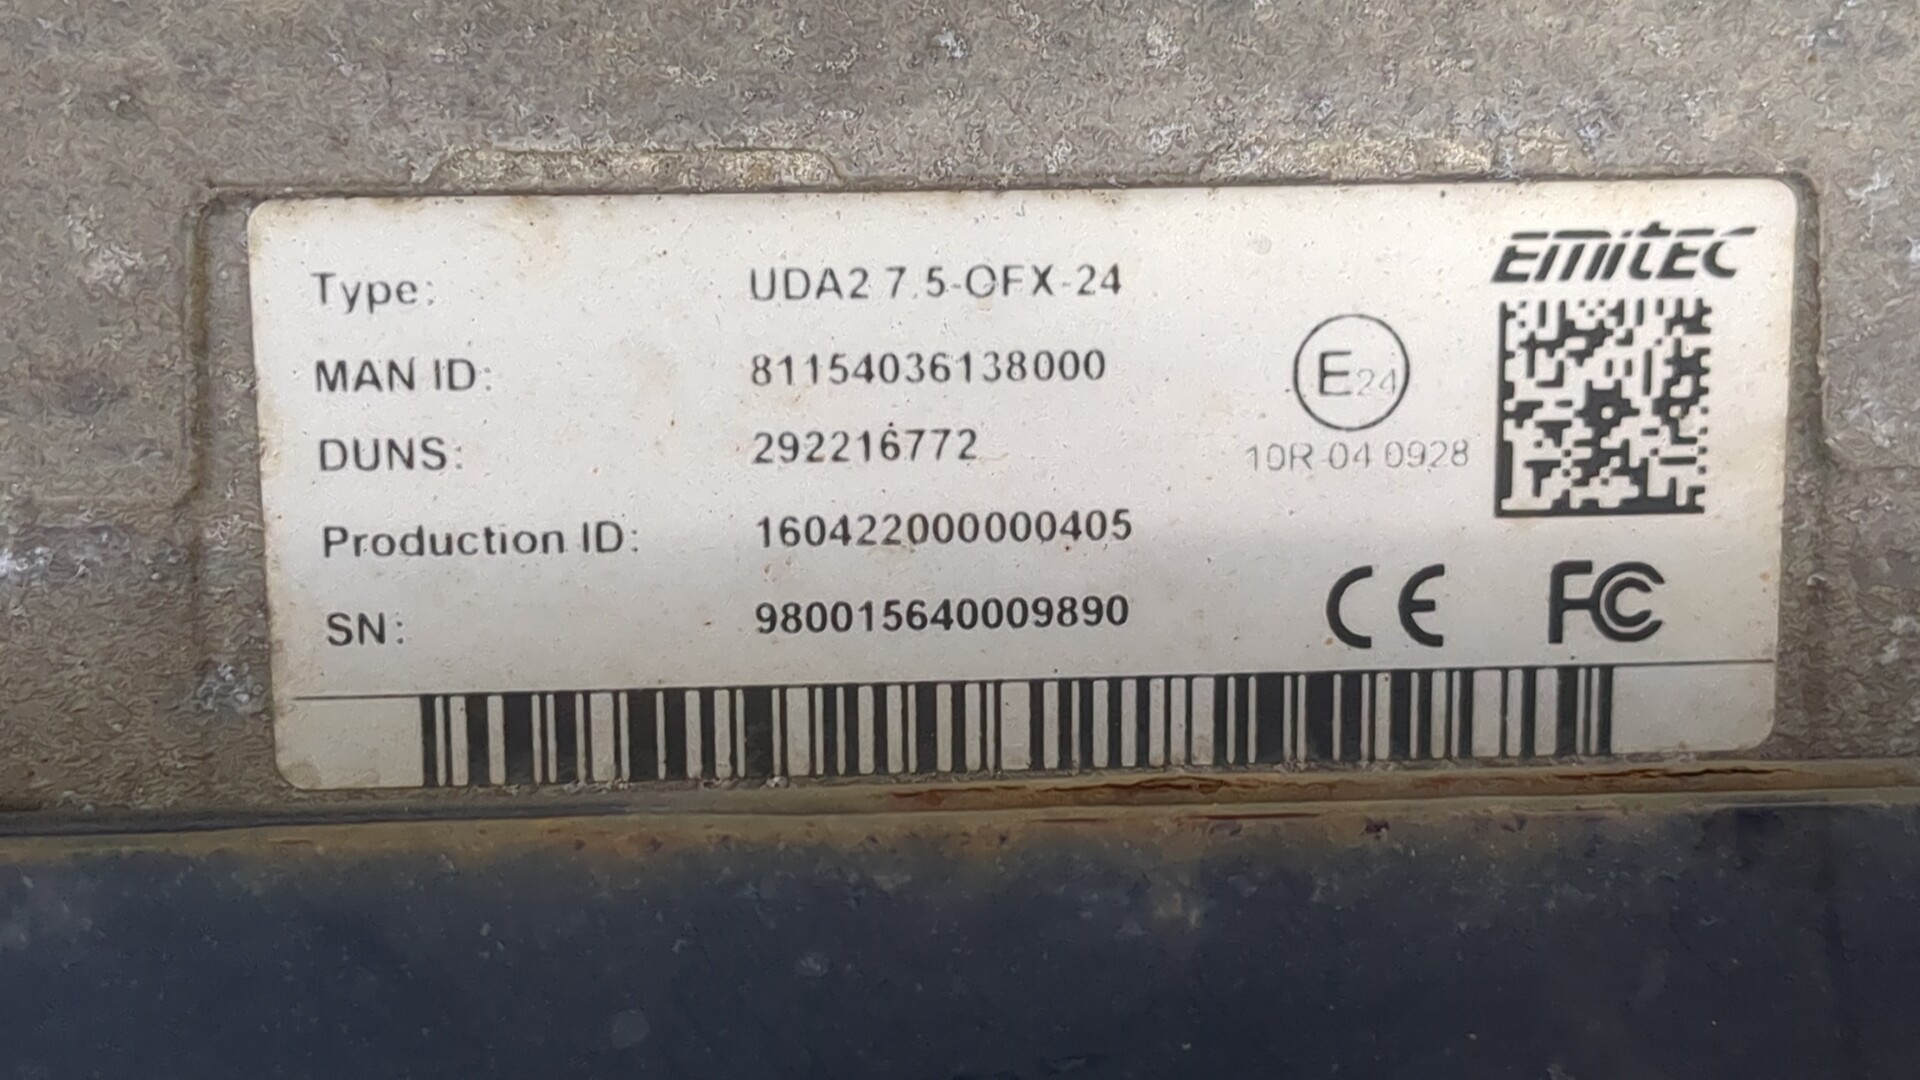 EMITEC
Type: UDA2 7.5-OFX-24
MAN ID: 81154036138000
E24
DUNS: 292216772
10R-04 0928
Production ID: 160422000000405
SN: 980015640009890
CE FC